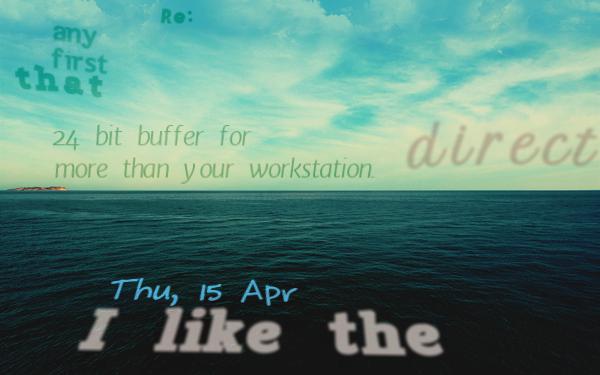 Re:
any
first
that
24 bit buffer for
more than your workstation.
direct
Thu, 15 Apr
I like the